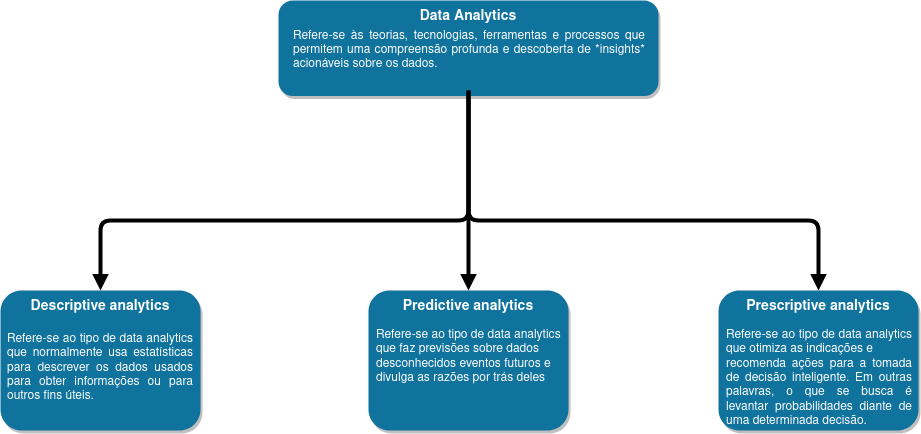 Data Analytics
Refere-se às teorias, tecnologias, ferramentas e processos que
permitem uma compreensão profunda e descoberta de *insights*
acionáveis sobre os dados.
Descriptive analytics
Refere-se ao tipo de data analytics
que normalmente usa estatísticas
para descrever os dados usados
para obter informações ou para
outros fins úteis.
Predictive analytics
Refere-se ao tipo de data analytics
que faz previsões sobre dados
desconhecidos eventos futuros e
divulga as razões por trás deles
Prescriptive analytics
Refere-se ao tipo de data analytics
que otimiza as indicações e
recomenda ações para a tomada
de decisão inteligente. Em outras
palavras, o que se busca é
levantar probabilidades diante de
uma determinada decisão.